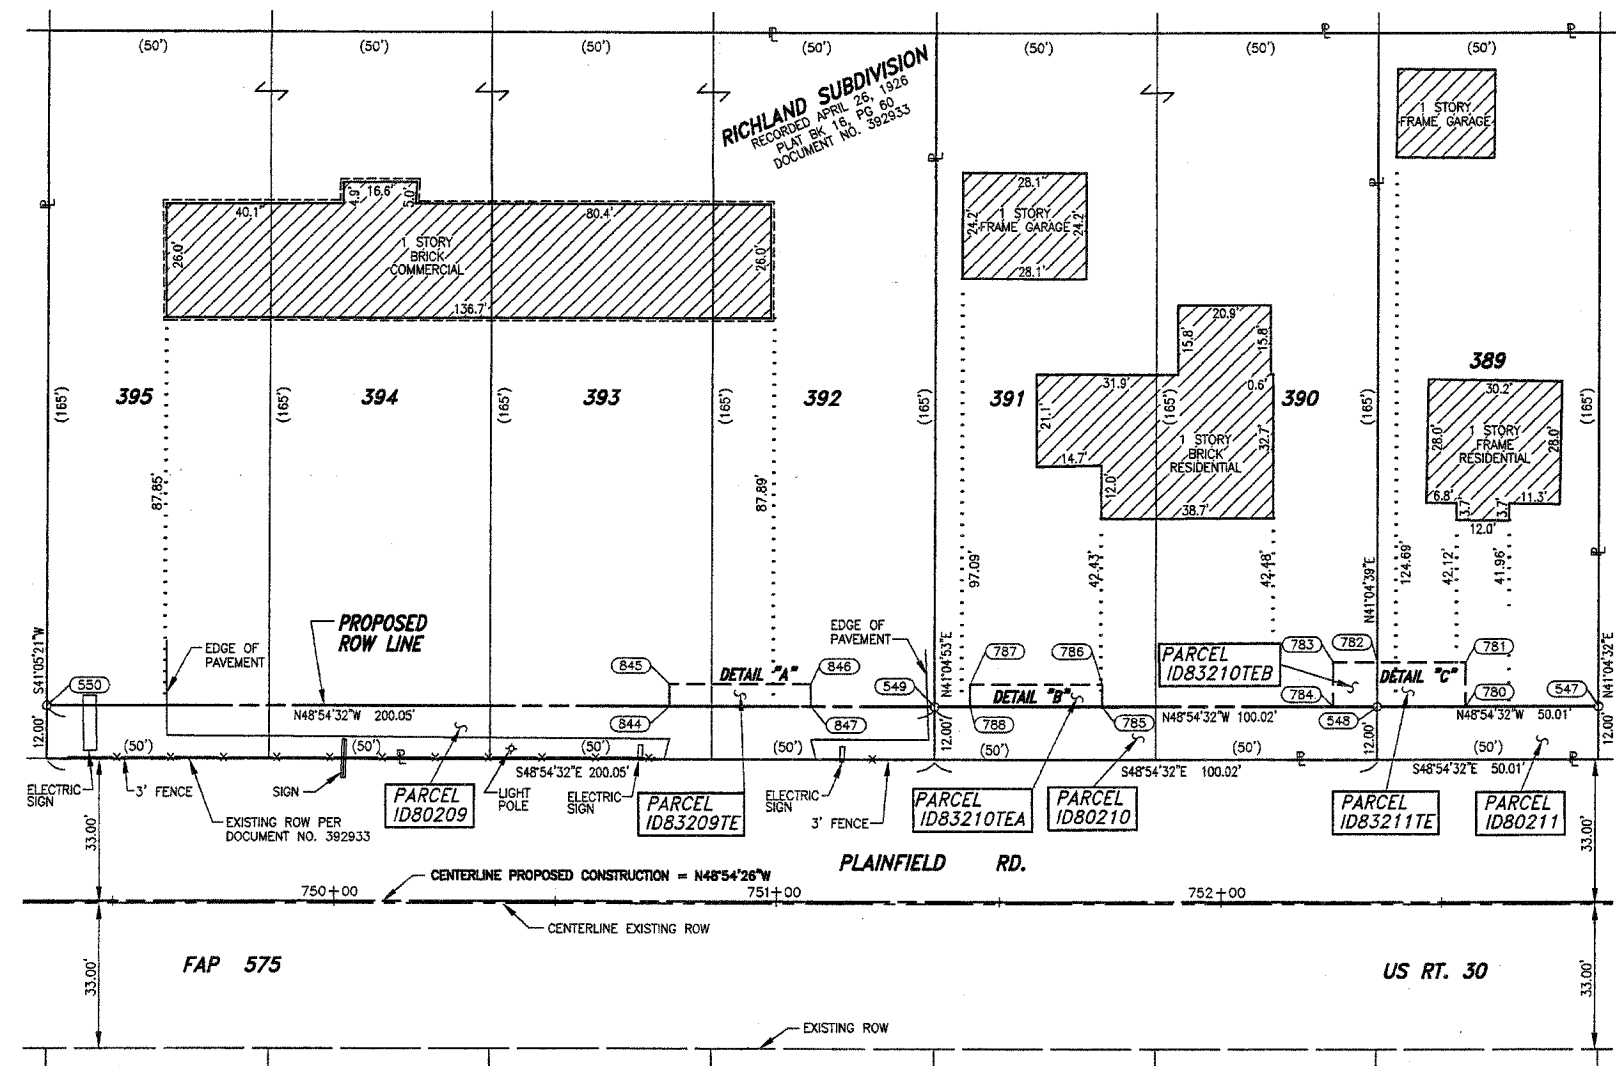 (50') (50') (50') (50') (50') (50') (50')
RICHLAND SUBDIVISION
RECORDED APRIL 26, 1926
PLAT BK 16, PG 60
DOCUMENT NO. 392933
1 STORY
FRAME GARAGE
40.1'
4.9'
16.6'
5.0'
80.4'
26.0'
1 STORY
BRICK
COMMERCIAL
26.0'
136.7'
28.1'
24.2'
1 STORY
FRAME GARAGE
24.2'
28.1'
20.9'
15.8'
15.8'
31.9'
0.6'
21.1'
14.7'
12.0'
1 STORY
BRICK
RESIDENTIAL
32.7'
38.7'
389
30.2'
28.0'
1 STORY
FRAME
RESIDENTIAL
28.0'
6.8'
3.7'
3.7'
11.3'
12.0'
(165') 395 (165') 394 (165') 393 (165') 392 (165') 391 (165') 390 (165') (165')
87.85'
87.89'
97.09'
42.43'
42.48'
124.69'
42.12'
41.96'
S41°05'21"W
N41°04'53"E
N41°04'39"E
N41°04'32"E
PROPOSED
ROW LINE
EDGE OF
PAVEMENT
EDGE OF
PAVEMENT
550
845
DETAIL "A"
846
549
844
847
787
786
DETAIL "B"
788
785
PARCEL
ID83210TEB
783
782
781
DETAIL "C"
784
548
780
547
12.00'
N48°54'32"W 200.05'
12.00'
N48°54'32"W 100.02'
12.00'
N48°54'32"W 50.01'
12.00'
(50') (50') (50') (50') (50') (50')
S48°54'32"E 200.05'
S48°54'32"E 100.02'
S48°54'32"E 50.01'
ELECTRIC
SIGN
3' FENCE
SIGN
EXISTING ROW PER
DOCUMENT NO. 392933
PARCEL
ID80209
LIGHT
POLE
ELECTRIC
SIGN
PARCEL
ID83209TE
ELECTRIC
SIGN
3' FENCE
PARCEL
ID83210TEA
PARCEL
ID80210
PARCEL
ID83211TE
PARCEL
ID80211
33.00'
33.00'
PLAINFIELD RD.
CENTERLINE PROPOSED CONSTRUCTION = N48°54'26"W
750+00 751+00 752+00
CENTERLINE EXISTING ROW
33.00'
FAP 575
US RT. 30
33.00'
EXISTING ROW